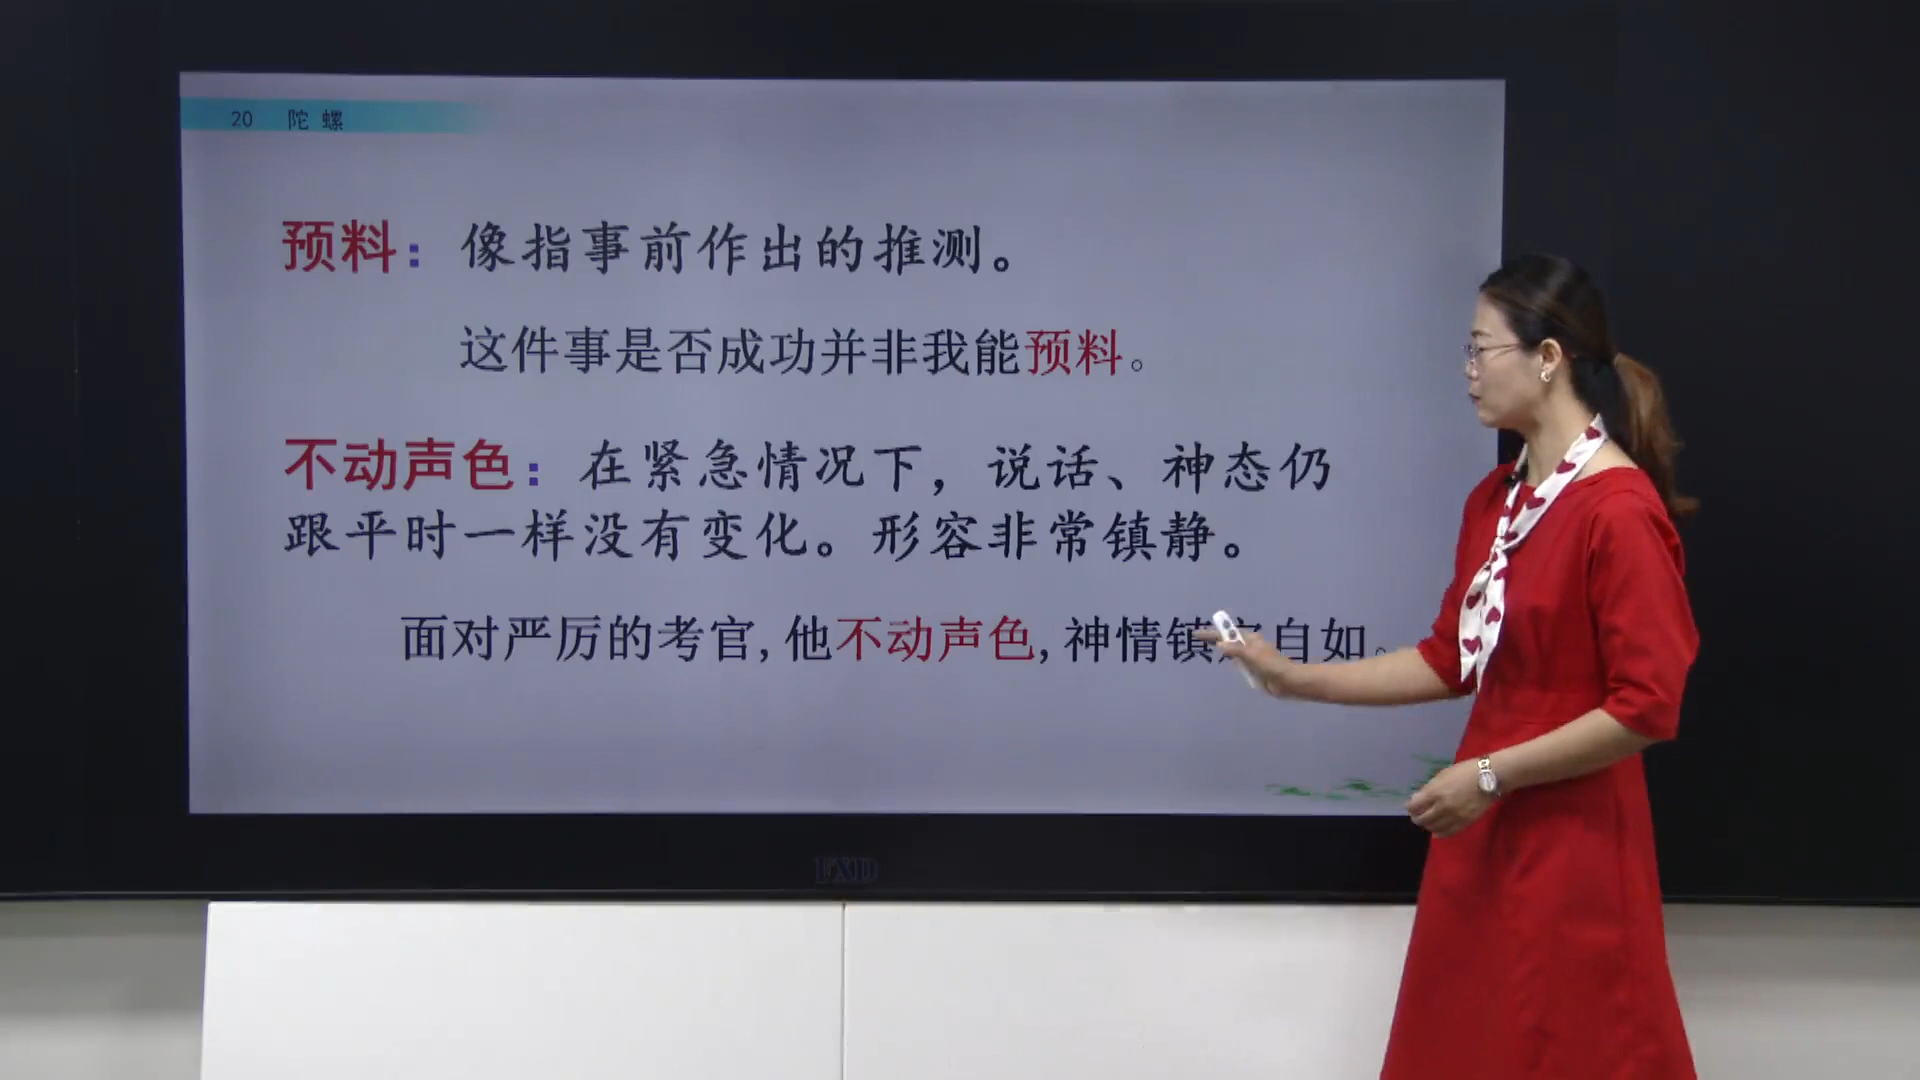 20 陀螺
预料：像指事前作出的推测。
这件事是否成功并非我能预料。
不动声色：在紧急情况下，说话、神态仍
跟平时一样没有变化。形容非常镇静。
面对严厉的考官,他不动声色,神情镇定自如。